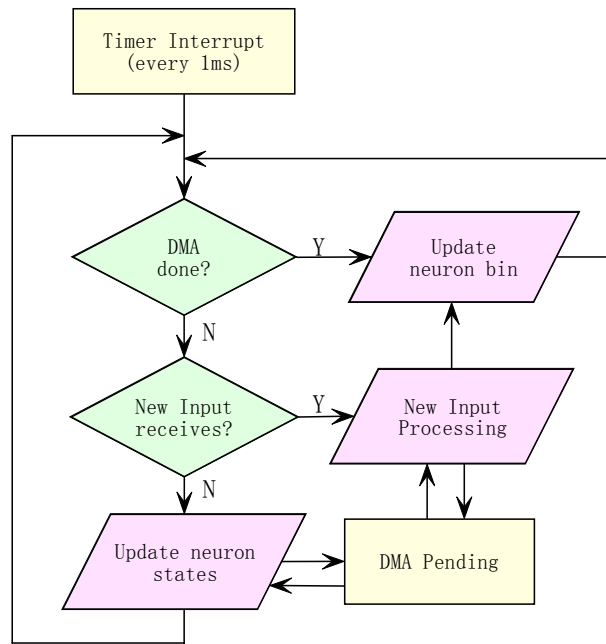 Timer Interrupt
(every 1ms)
DMA
done?
Y
Update
neuron bin
N
New Input
receives?
Y
New Input
Processing
N
Update neuron
states
DMA Pending